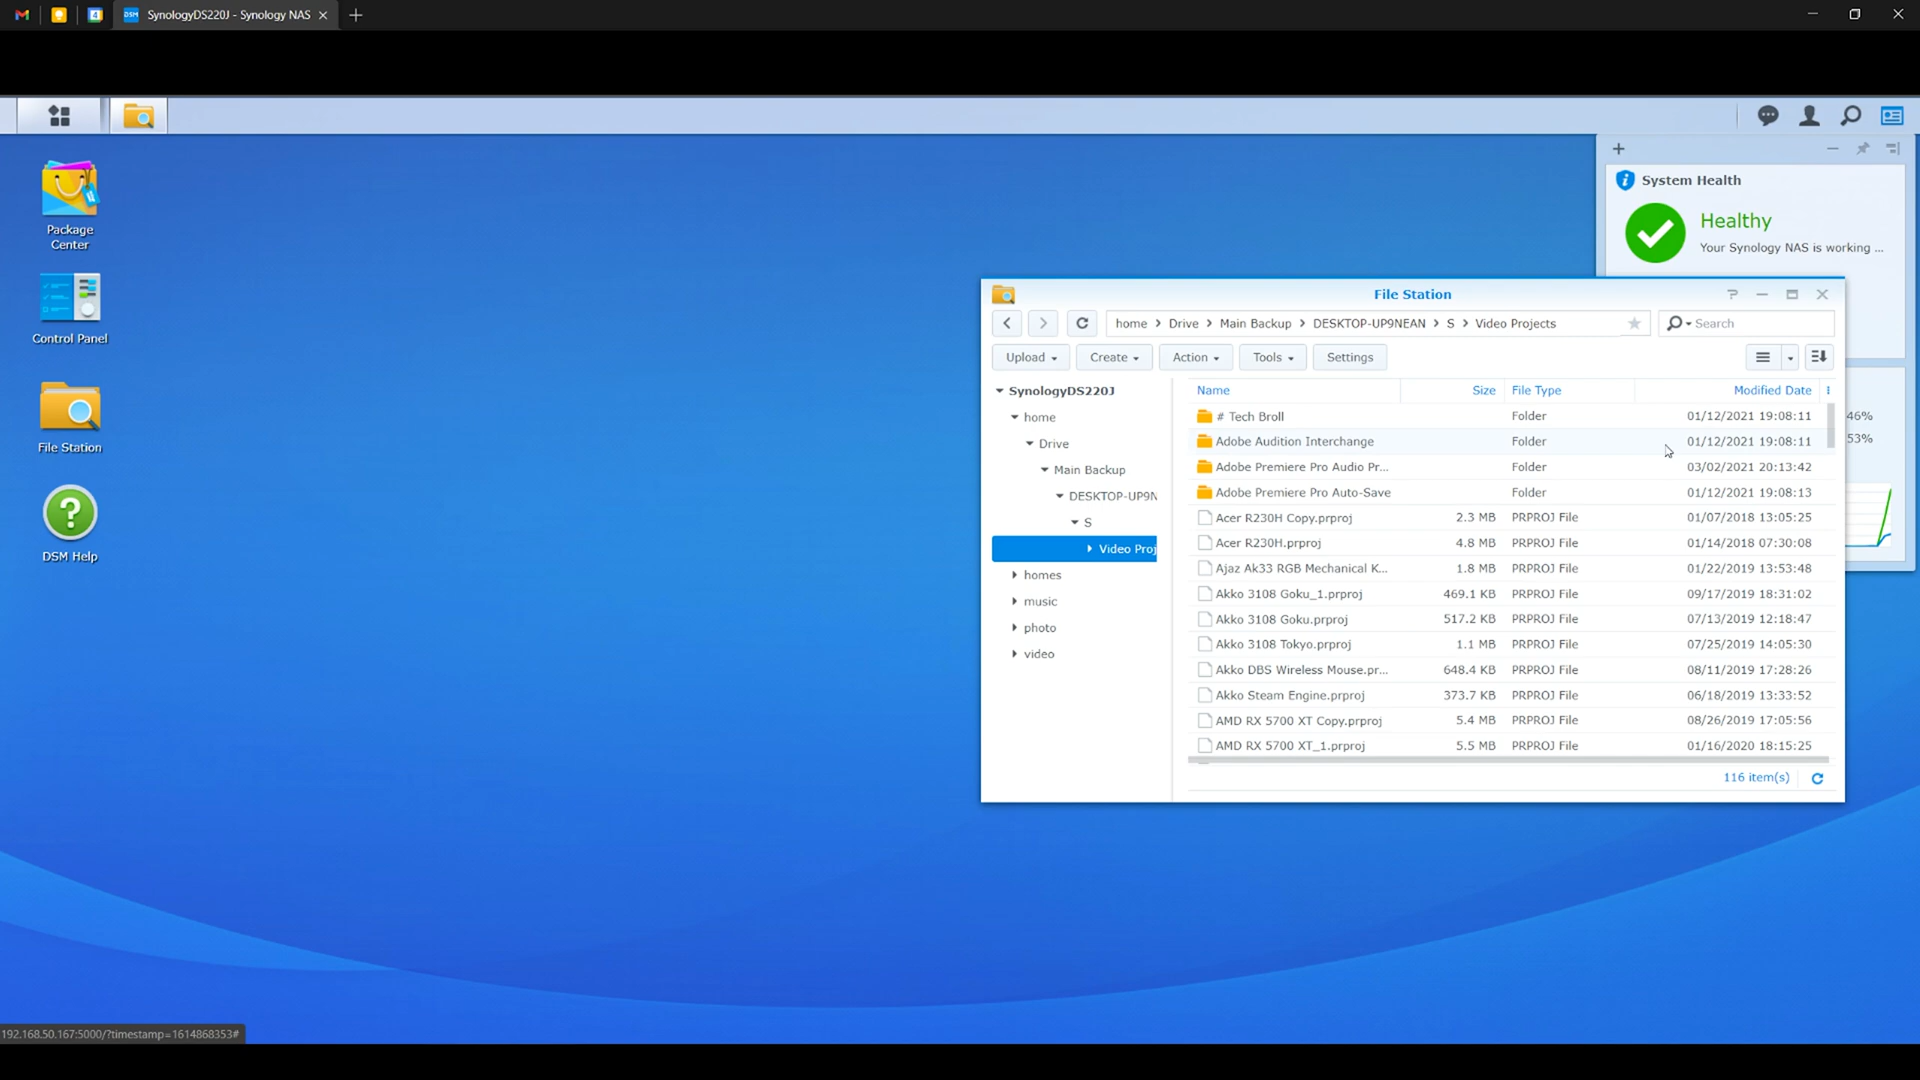 SynologyDS220J - Synology NAS
Package
Center
Control Panel
File Station
DSM Help
System Health
Healthy
Your Synology NAS is working ...
46%
53%
File Station
home Drive Main Backup DESKTOP-UP9NEAN S Video Projects
Search
Upload Create Action Tools Settings
SynologyDS220J
home
Drive
Main Backup
DESKTOP-UP9N
S
Video Proj
homes
music
photo
video
Name Size File Type Modified Date
# Tech Broll Folder 01/12/2021 19:08:11
Adobe Audition Interchange Folder 01/12/2021 19:08:11
Adobe Premiere Pro Audio Pr... Folder 03/02/2021 20:13:42
Adobe Premiere Pro Auto-Save Folder 01/12/2021 19:08:13
Acer R230H Copy.prproj 2.3 MB PRPROJ File 01/07/2018 13:05:25
Acer R230H.prproj 4.8 MB PRPROJ File 01/14/2018 07:30:08
Ajaz Ak33 RGB Mechanical K... 1.8 MB PRPROJ File 01/22/2019 13:53:48
Akko 3108 Goku_1.prproj 469.1 KB PRPROJ File 09/17/2019 18:31:02
Akko 3108 Goku.prproj 517.2 KB PRPROJ File 07/13/2019 12:18:47
Akko 3108 Tokyo.prproj 1.1 MB PRPROJ File 07/25/2019 14:05:30
Akko DBS Wireless Mouse.pr... 648.4 KB PRPROJ File 08/11/2019 17:28:26
Akko Steam Engine.prproj 373.7 KB PRPROJ File 06/18/2019 13:33:52
AMD RX 5700 XT Copy.prproj 5.4 MB PRPROJ File 08/26/2019 17:05:56
AMD RX 5700 XT_1.prproj 5.5 MB PRPROJ File 01/16/2020 18:15:25
116 item(s)
192.168.50.167:5000/?timestamp=1614868353#